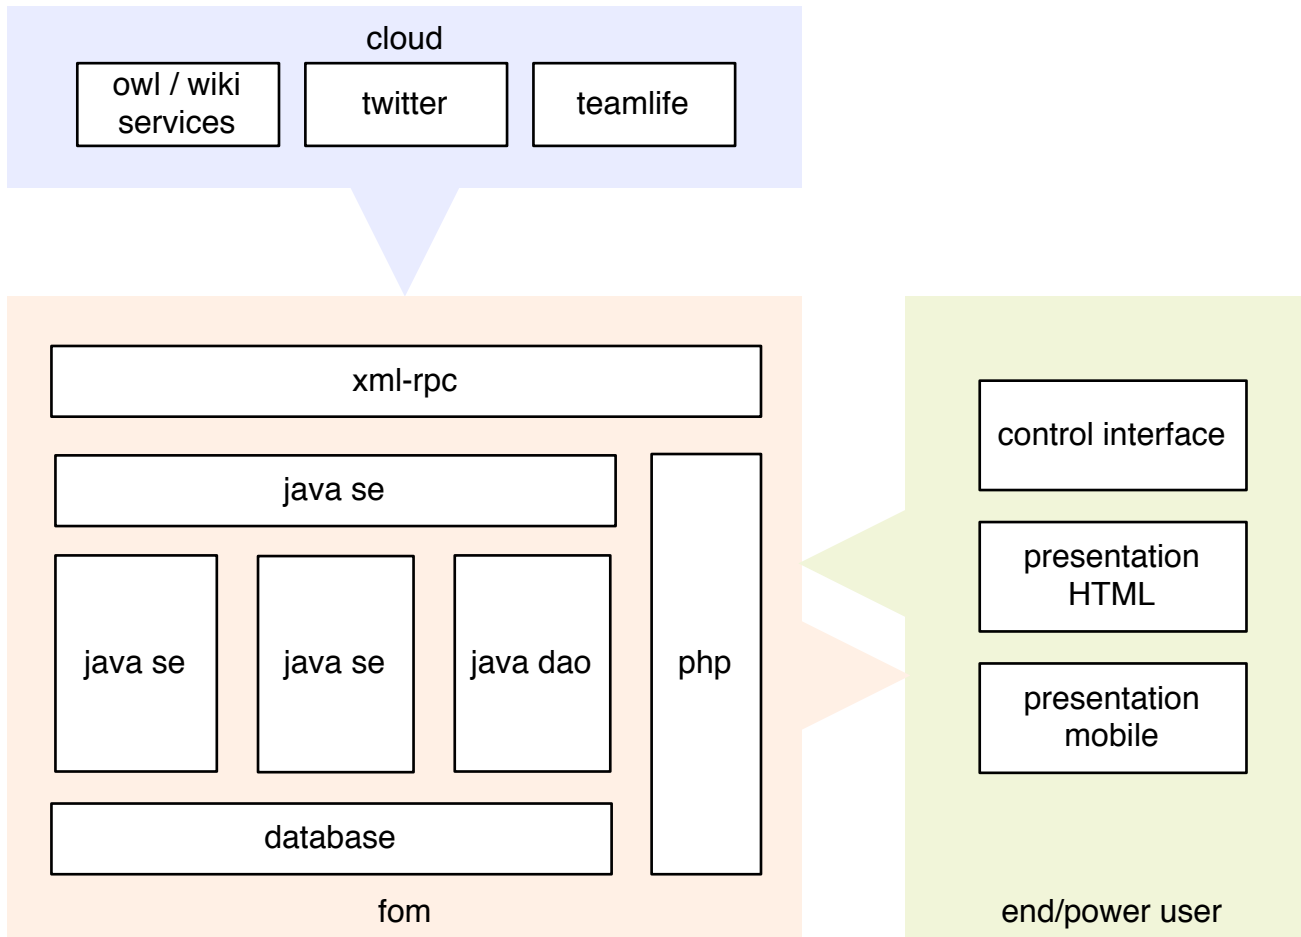 cloud
owl / wiki
services
twitter
teamlife
xml-rpc
java se
java se
java se
java dao
php
database
fom
control interface
presentation
HTML
presentation
mobile
end/power user